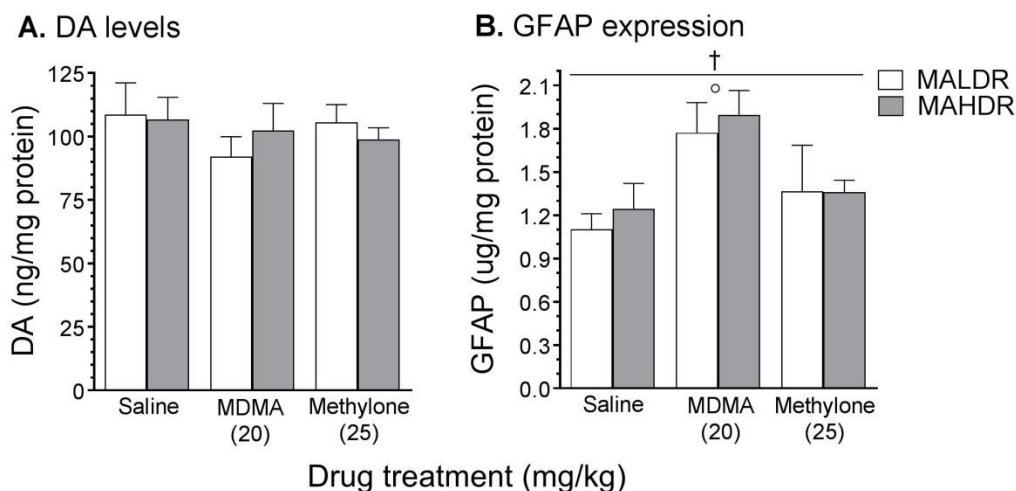 A. DA levels
DA (ng/mg protein)
125
100
75
50
25
0
Saline
MDMA
(20)
Methylone
(25)
B. GFAP expression
†
MALDR
MAHDR
GFAP (ug/mg protein)
2.1
1.8
1.5
1.2
0.9
0.6
0.3
0.0
Saline
MDMA
(20)
Methylone
(25)
Drug treatment (mg/kg)